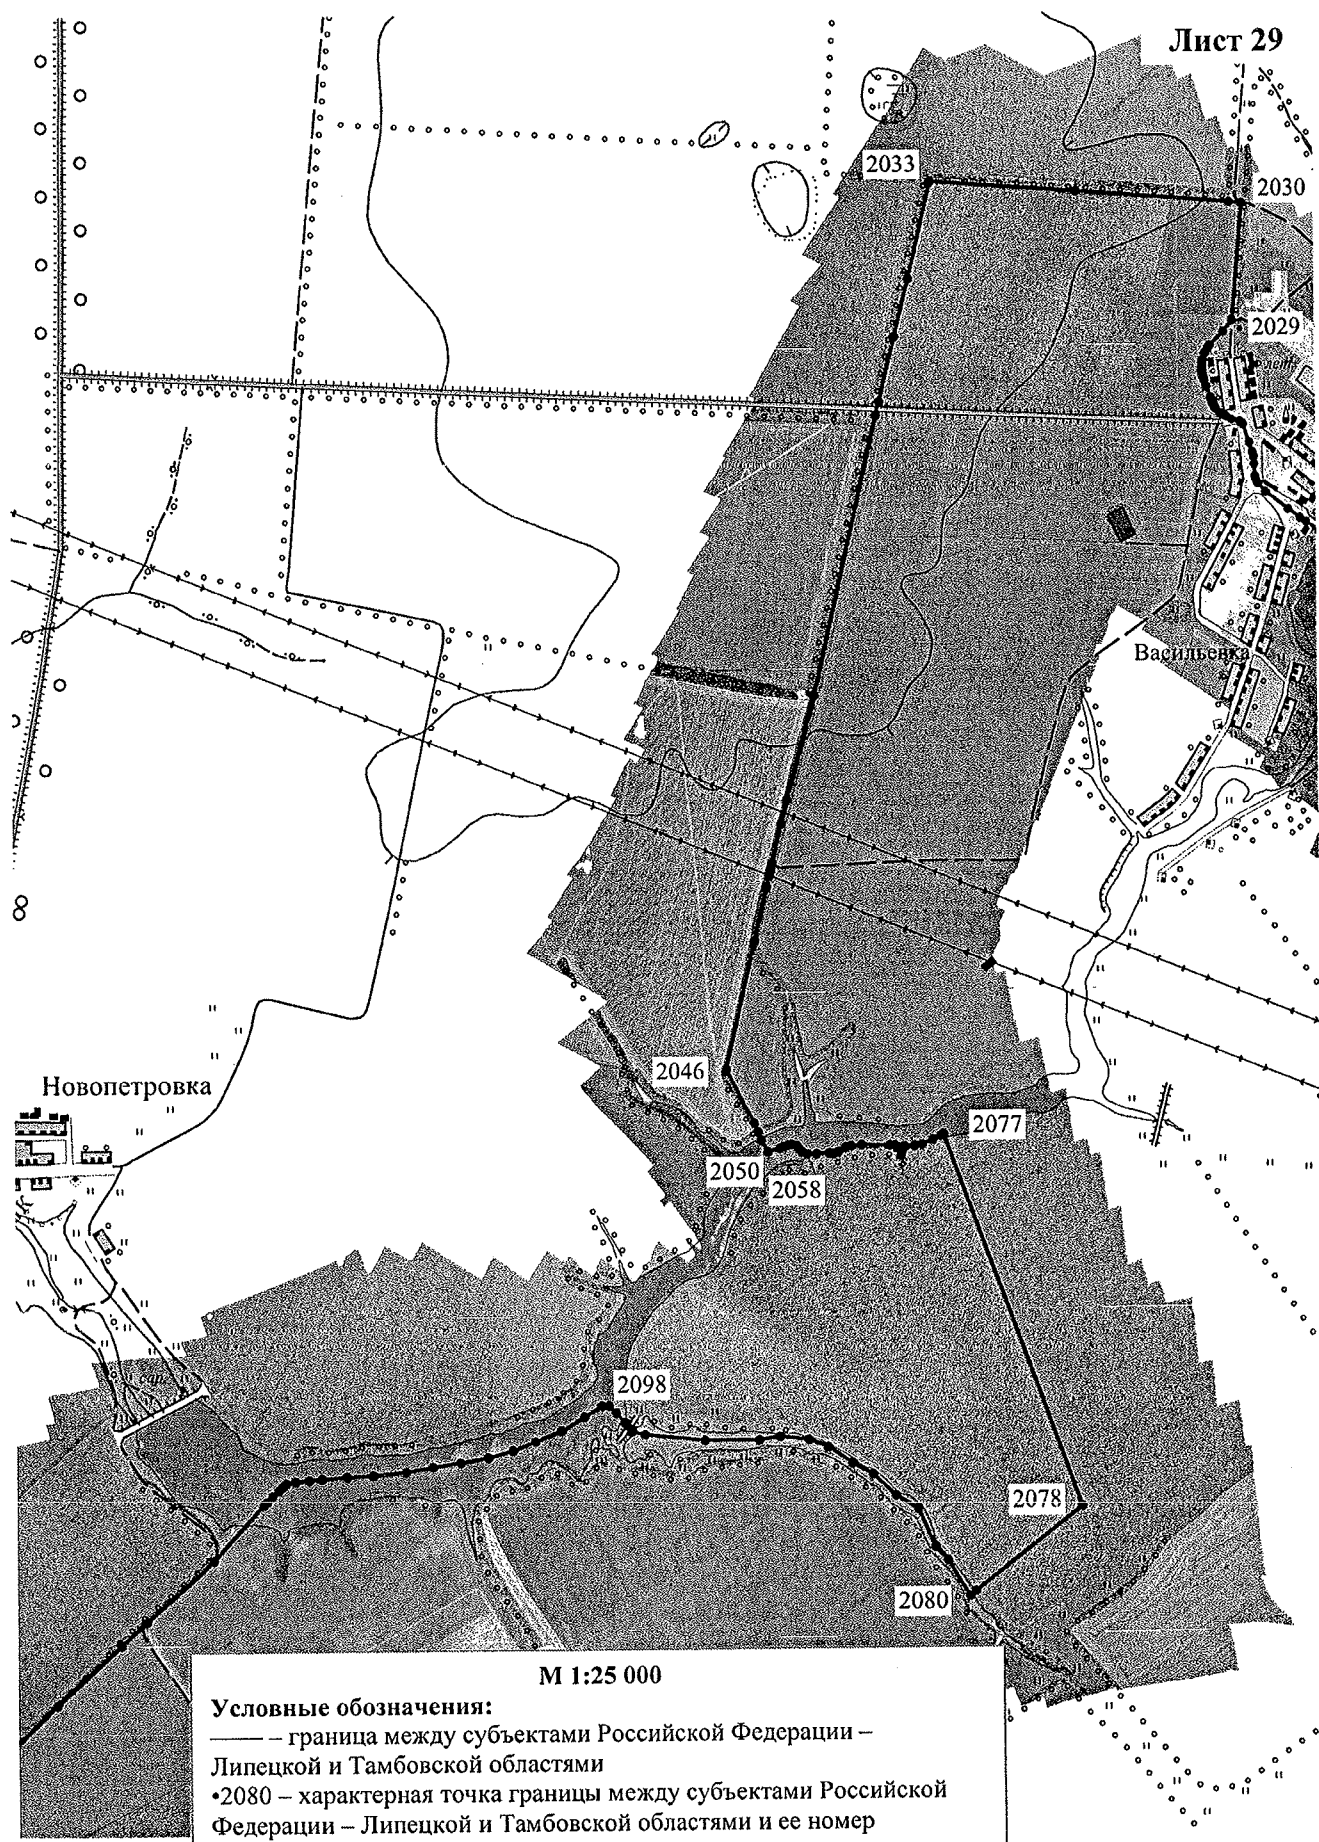 Лист 29
2033
2030
2029
Васильевка
2046
Новопетровка
2077
2050
2058
2098
2078
2080
М 1:25 000
Условные обозначения:
—— – граница между субъектами Российской Федерации –
Липецкой и Тамбовской областями
•2080 – характерная точка границы между субъектами Российской
Федерации – Липецкой и Тамбовской областями и ее номер